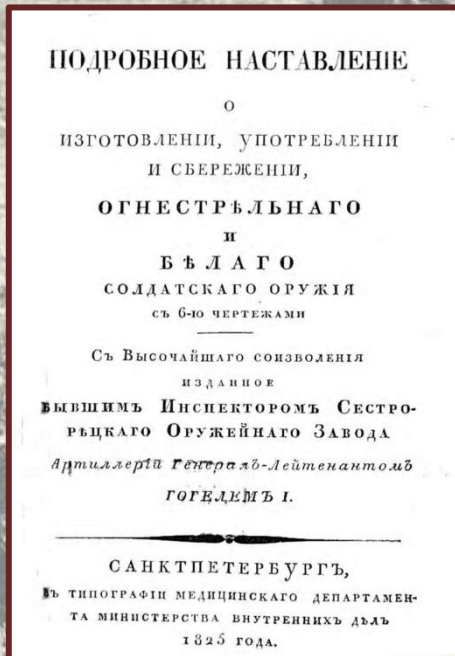 ПОДРОБНОЕ НАСТАВЛЕНІЕ
О
ИЗГОТОВЛЕНІИ, УПОТРЕБЛЕНІИ
И СБЕРЕЖЕНІИ,
ОГНЕСТРѢЛЬНАГО
И
БѢЛАГО
СОЛДАТСКАГО ОРУЖІЯ
СЪ 6-Ю ЧЕРТЕЖАМИ
Съ Высочайшаго соизволенія
ИЗДАННОЕ
Бывшимъ Инспекторомъ Сестро-
рѣцкаго Оружейнаго Завода
Артиллеріи Генералъ-Лейтенантомъ
ГОГЕЛЕМЪ I.
САНКТПЕТЕРБУРГЪ,
ВЪ ТИПОГРАФІИ МЕДИЦИНСКАГО ДЕПАРТАМЕН-
ТА МИНИСТЕРСТВА ВНУТРЕННИХЪ ДѢЛЪ
1825 ГОДА.